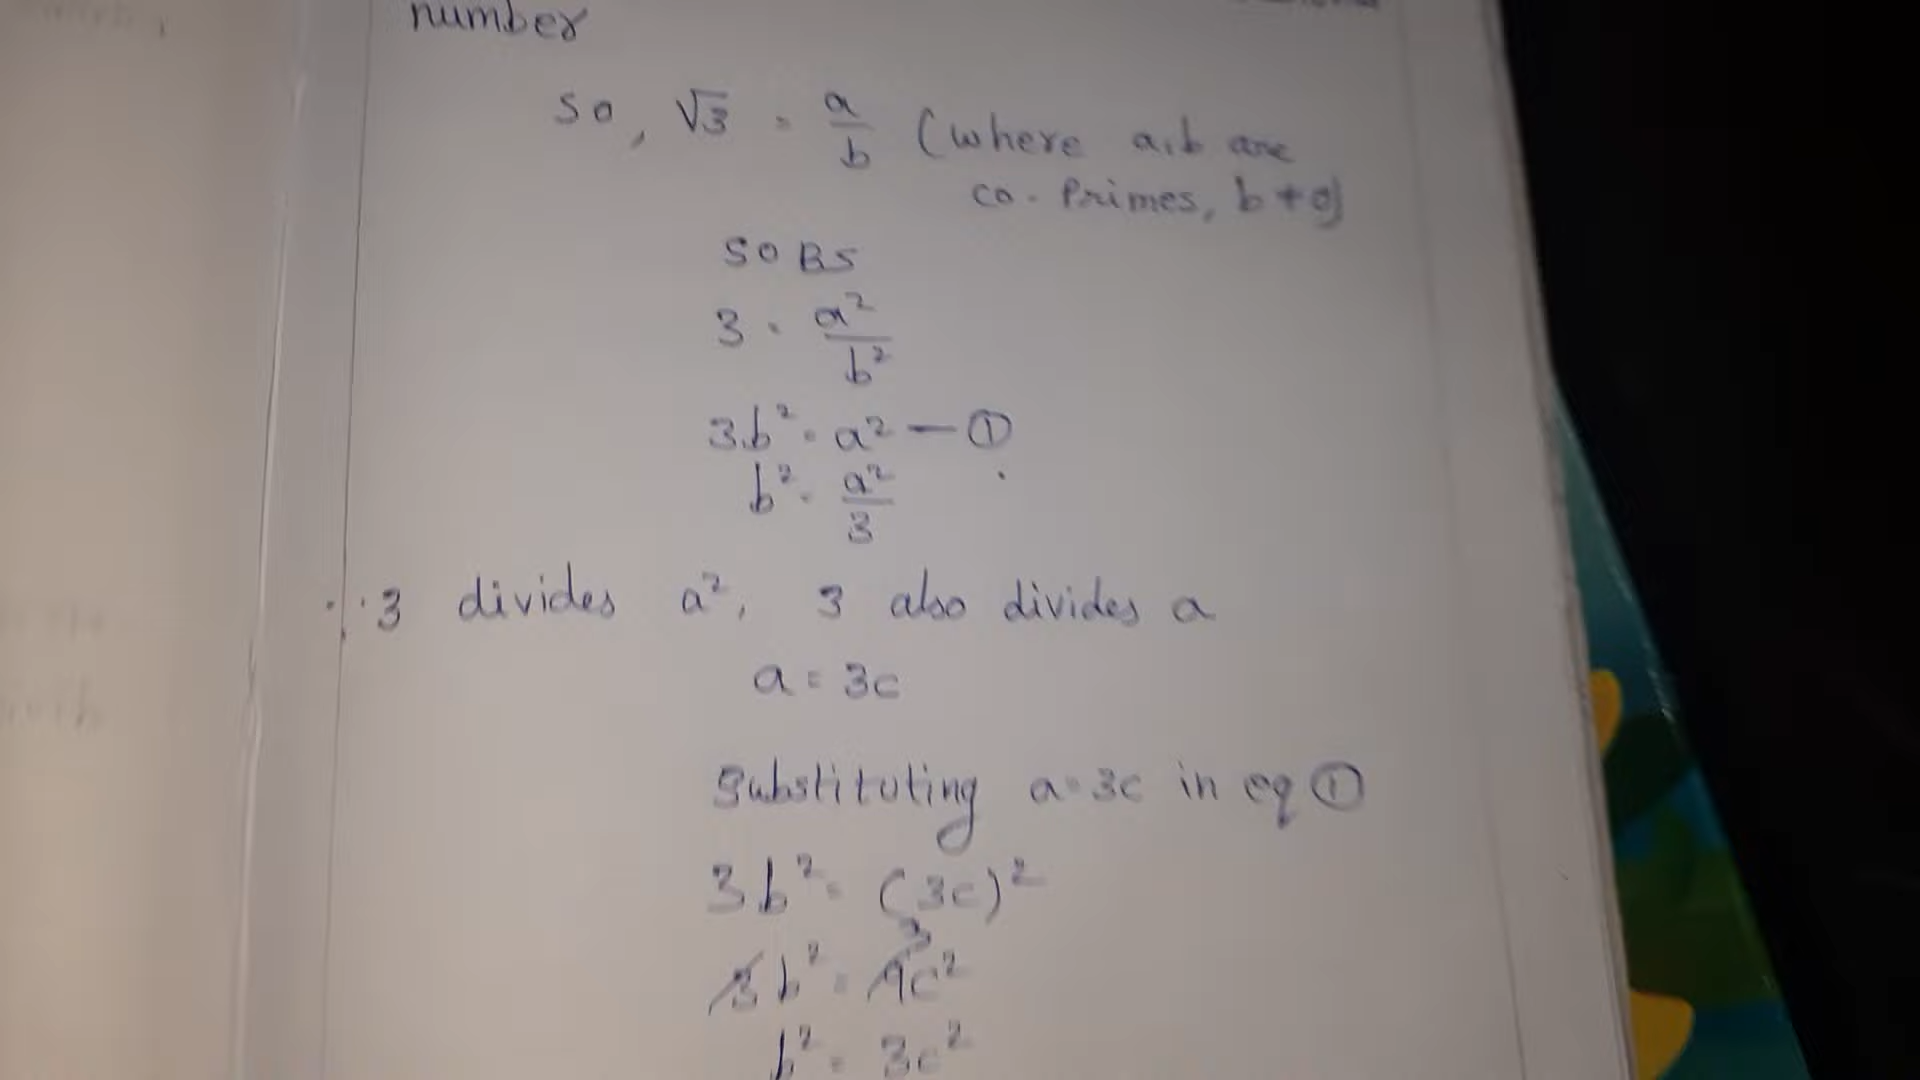 number
so, √3 = a/b (where a,b are
co-Primes, b ≠ 0)
SOBS
3 = a²/b²
3b² = a² — ①
b² = a²/3
∴ 3 divides a², 3 also divides a
a = 3c
Substituting a=3c in eq ①
3b² = (3c)²
3
3b² = 9c²
b² = 3c²